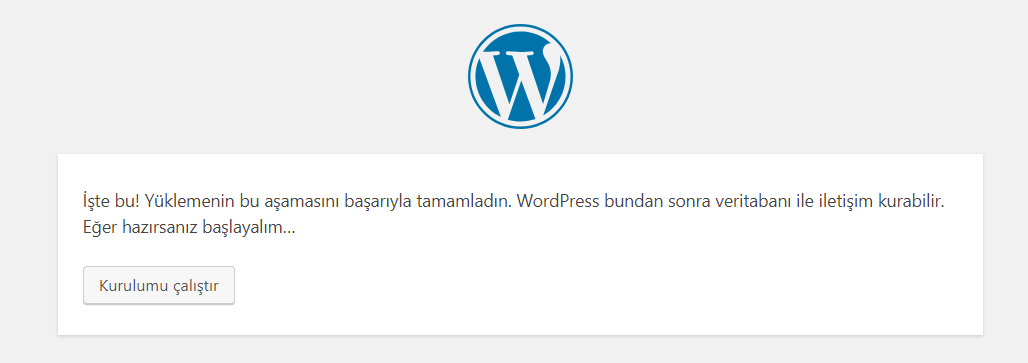 İşte bu! Yüklemenin bu aşamasını başarıyla tamamladın. WordPress bundan sonra veritabanı ile iletişim kurabilir.
Eğer hazırsanız başlayalım…
Kurulumu çalıştır